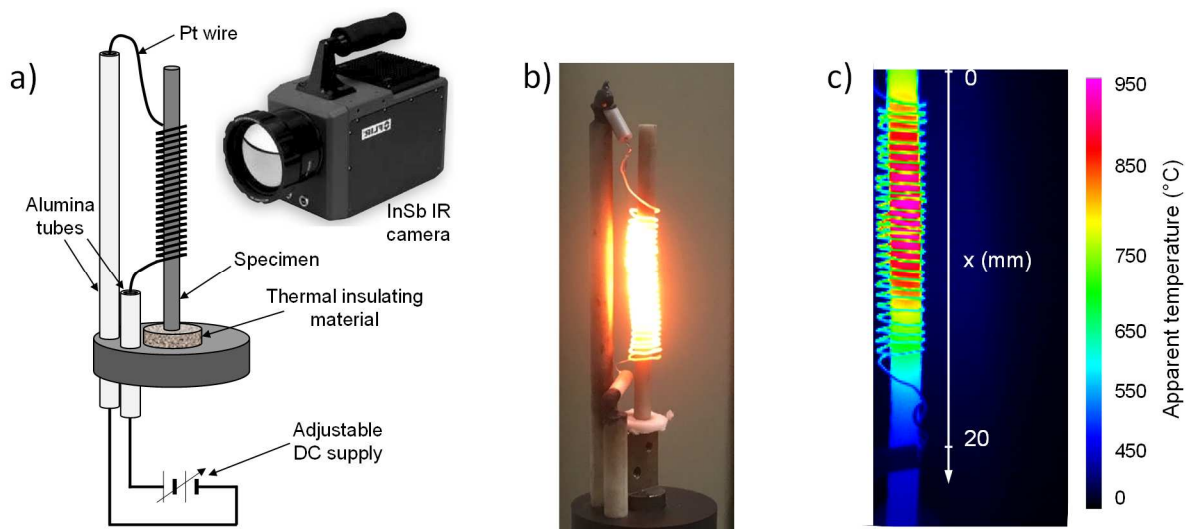 a)
Pt wire
Alumina
tubes
FLIR
InSb IR
camera
Specimen
Thermal insulating
material
Adjustable
DC supply
b)
c)
0
x (mm)
20
950
850
750
650
550
450
0
Apparent temperature (°C)